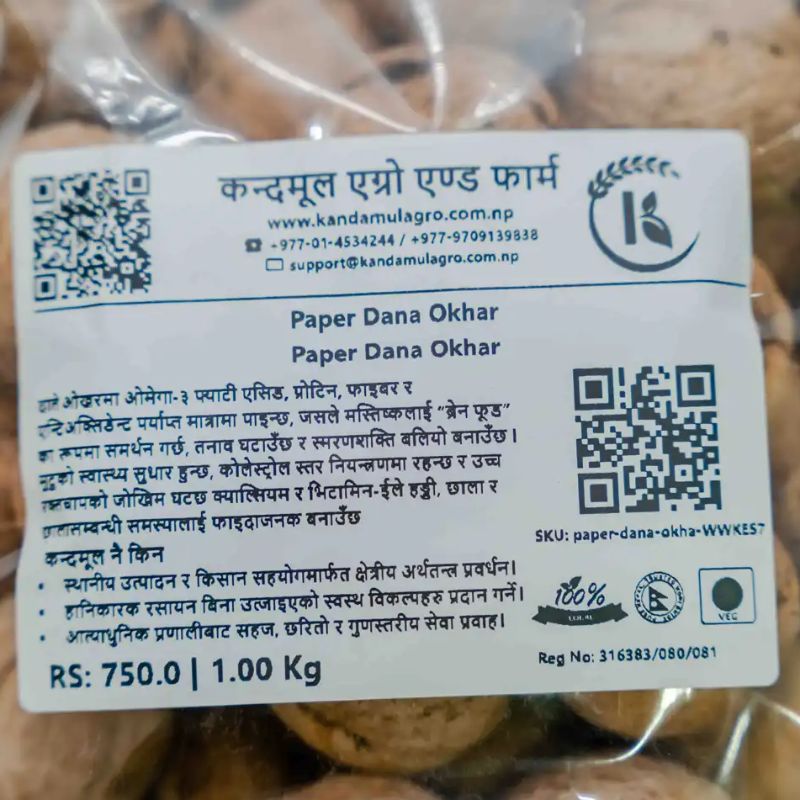 कन्दमूल एग्रो एण्ड फार्म
www.kandamulagro.com.np
+977-01-4534244 / +977-9709139838
support@kandamulagro.com.np
Paper Dana Okhar
Paper Dana Okhar
ओखरमा ओमेगा-३ फ्याटी एसिड, प्रोटिन, फाइबर र
पर्याप्त मात्रामा पाइन्छ, जसले मस्तिष्कलाई “ब्रेन फूड”
का रूपमा समर्थन गर्छ, तनाव घटाउँछ र स्मरणशक्ति बलियो बनाउँछ।
मुटुको स्वास्थ्य सुधार हुन्छ, कोलेस्ट्रोल स्तर नियन्त्रणमा रहन्छ र उच्च
रक्तचापको जोखिम घटछ क्याल्सियम र भिटामिन-ईले हड्डी, छाला र
समस्यालाई फाइदाजनक बनाउँछ
कन्दमूल नै किन
• स्थानीय उत्पादन र किसान सहयोगमार्फत क्षेत्रीय अर्थतन्त्र प्रवर्धन।
• हानिकारक रसायन बिना उब्जाइएको स्वस्थ विकल्पहरु प्रदान गर्ने।
• आत्याधुनिक प्रणालीबाट सहज, छरितो र गुणस्तरीय सेवा प्रवाह।
RS: 750.0 | 1.00 Kg
SKU: paper-dana-okha-WWKES7
100%
VEG
Reg No: 316383/080/081